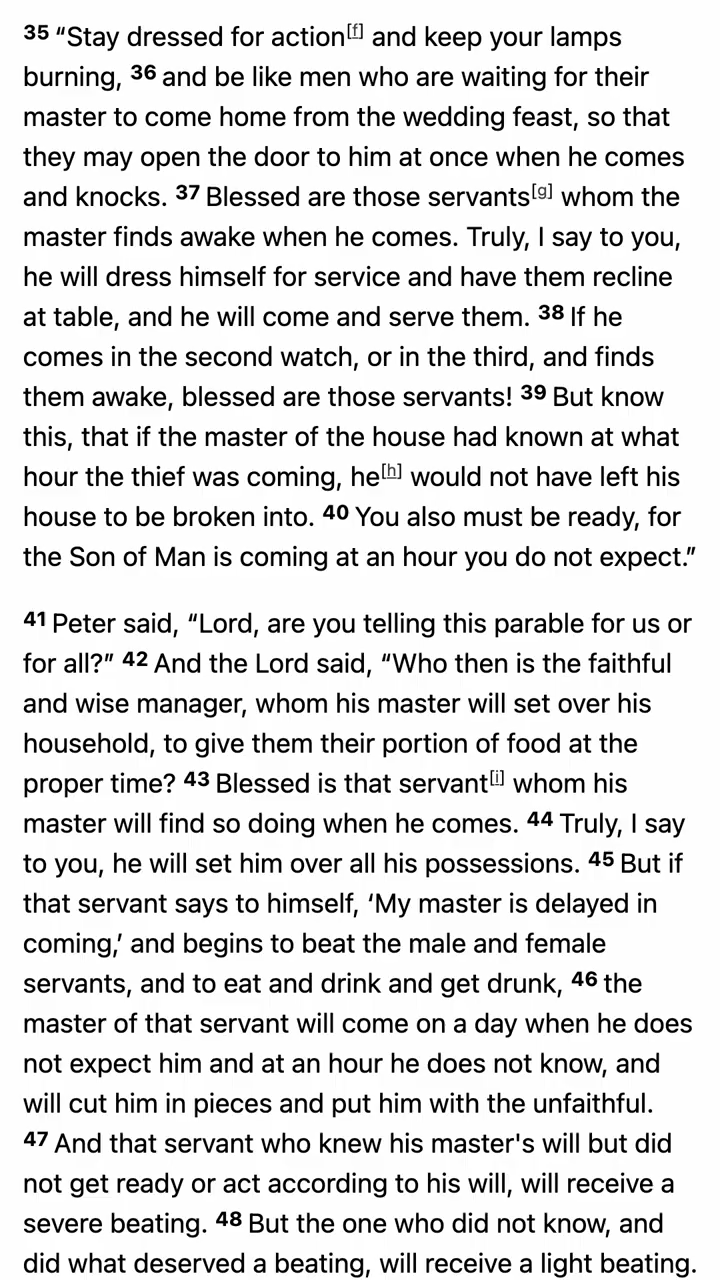 35 “Stay dressed for action[f] and keep your lamps
burning, 36 and be like men who are waiting for their
master to come home from the wedding feast, so that
they may open the door to him at once when he comes
and knocks. 37 Blessed are those servants[g] whom the
master finds awake when he comes. Truly, I say to you,
he will dress himself for service and have them recline
at table, and he will come and serve them. 38 If he
comes in the second watch, or in the third, and finds
them awake, blessed are those servants! 39 But know
this, that if the master of the house had known at what
hour the thief was coming, he[h] would not have left his
house to be broken into. 40 You also must be ready, for
the Son of Man is coming at an hour you do not expect.”
41 Peter said, “Lord, are you telling this parable for us or
for all?” 42 And the Lord said, “Who then is the faithful
and wise manager, whom his master will set over his
household, to give them their portion of food at the
proper time? 43 Blessed is that servant[i] whom his
master will find so doing when he comes. 44 Truly, I say
to you, he will set him over all his possessions. 45 But if
that servant says to himself, ‘My master is delayed in
coming,’ and begins to beat the male and female
servants, and to eat and drink and get drunk, 46 the
master of that servant will come on a day when he does
not expect him and at an hour he does not know, and
will cut him in pieces and put him with the unfaithful.
47 And that servant who knew his master's will but did
not get ready or act according to his will, will receive a
severe beating. 48 But the one who did not know, and
did what deserved a beating, will receive a light beating.